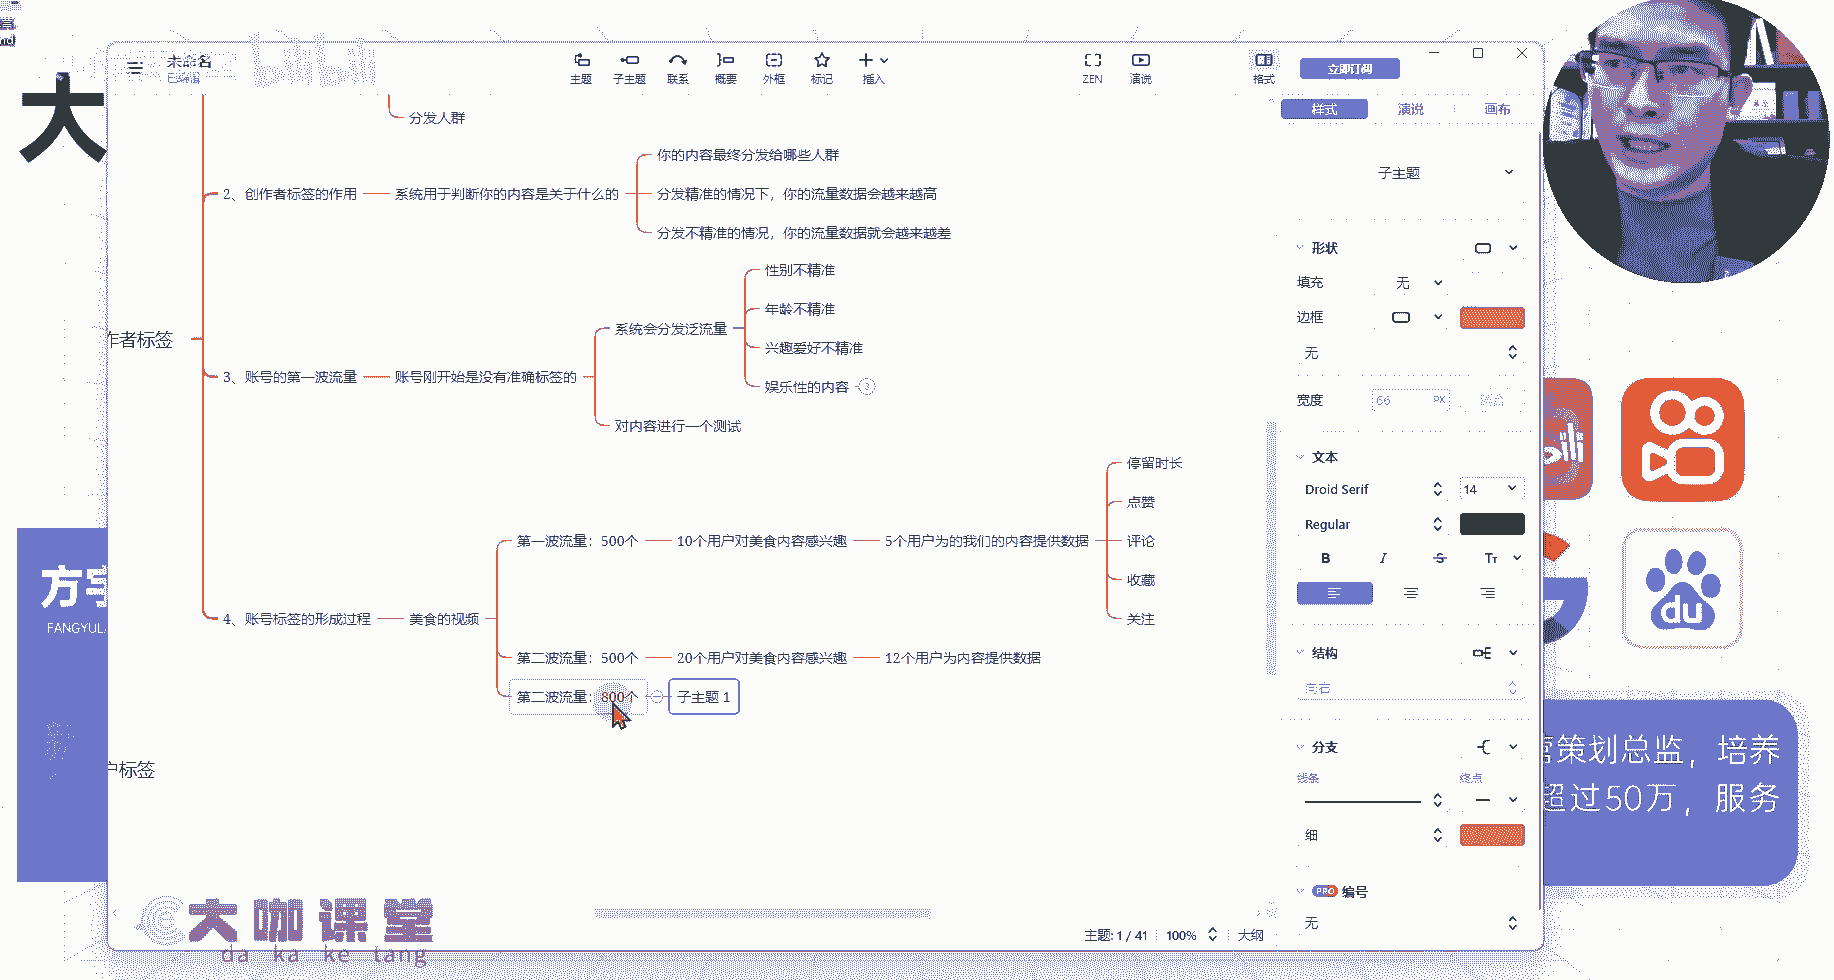 大
未命名
主题
子主题
联系
概要
外框
标记
插入
ZEN
演说
格式
立即订阅
样式
演说
画布
分发人群
你的内容最终分发给哪些人群
2、创作者标签的作用
系统用于判断你的内容是关于什么的
分发精准的情况下，你的流量数据会越来越高
分发不精准的情况，你的流量数据就会越来越差
作者标签
性别不精准
年龄不精准
系统会分发泛流量
兴趣爱好不精准
3、账号的第一波流量
账号刚开始是没有准确标签的
娱乐性的内容
对内容进行一个测试
停留时长
点赞
第一波流量：500个
10个用户对美食内容感兴趣
5个用户为的我们的内容提供数据
评论
收藏
4、账号标签的形成过程
美食的视频
关注
第二波流量：500个
20个用户对美食内容感兴趣
12个用户为内容提供数据
第二波流量：800个
子主题 1
户标签
子主题
形状
填充
无
边框
无
宽度
66
PX
文本
Droid Serif
14
Regular
B
I
S
TT
结构
向右
分支
线条
终点
细
PRO
编号
无
主题: 1 / 41
100%
大纲
方宇
FANGYUL
du
营策划总监，培养
超过50万，服务
大咖课堂
da ka ke tang